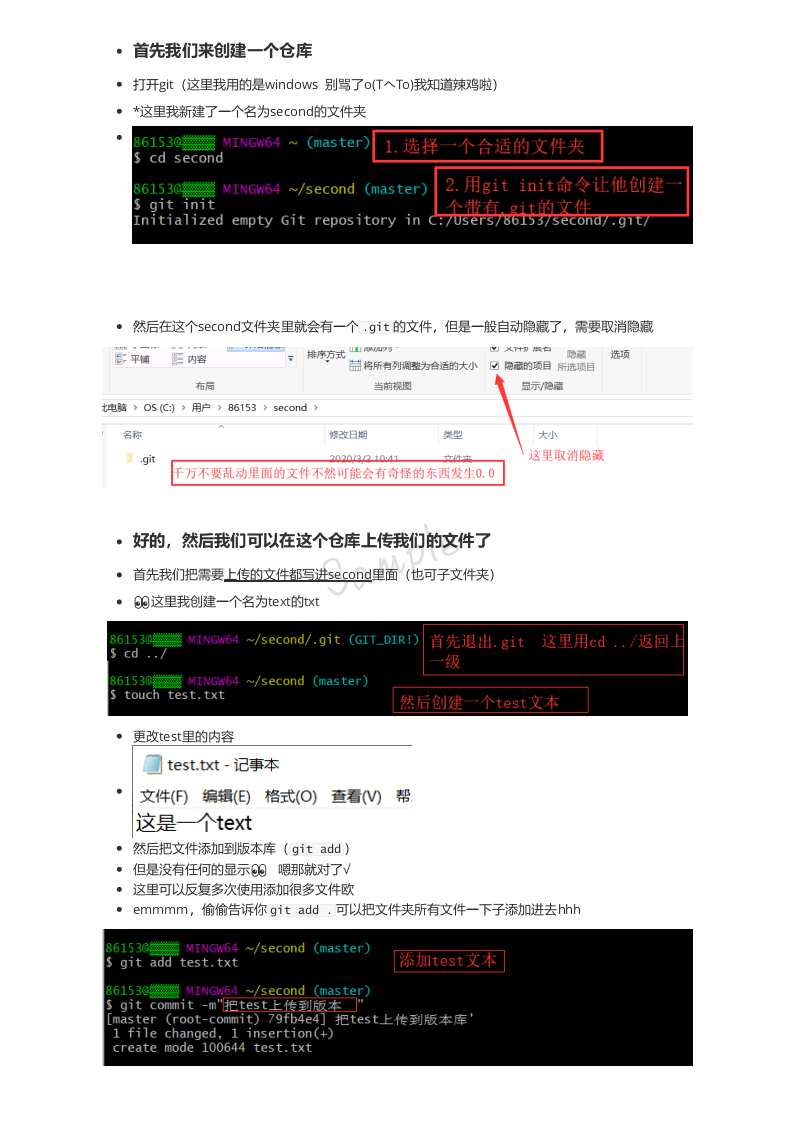 首先我们来创建一个仓库
打开git（这里我用的是windows 别骂了o(TヘTo)我知道辣鸡啦）
*这里我新建了一个名为second的文件夹
86153@▒▒▒▒ MINGW64 ~ (master)
1.选择一个合适的文件夹
$ cd second
86153@▒▒▒▒ MINGW64 ~/second (master)
2.用git init命令让他创建一
个带有.git的文件
$ git init
Initialized empty Git repository in C:/Users/86153/second/.git/
然后在这个second文件夹里就会有一个.git的文件，但是一般自动隐藏了，需要取消隐藏
平铺 内容 排序方式 将所有列调整为合适的大小 隐藏的项目 隐藏 所选项目 选项
布局 当前视图 显示/隐藏
此电脑 > OS (C:) > 用户 > 86153 > second >
名称 修改日期 类型 大小
.git 2020/3/2 10:41 文件夹
这里取消隐藏
千万不要乱动里面的文件不然可能会有奇怪的东西发生0.0
好的，然后我们可以在这个仓库上传我们的文件了
Sample
首先我们把需要上传的文件都写进second里面（也可子文件夹）
👀这里我创建一个名为text的txt
86153@▒▒▒▒ MINGW64 ~/second/.git (GIT_DIR!)
首先退出.git 这里用cd ../返回上
一级
$ cd ../
86153@▒▒▒▒ MINGW64 ~/second (master)
$ touch test.txt
然后创建一个test文本
更改test里的内容
test.txt - 记事本
文件(F) 编辑(E) 格式(O) 查看(V)
这是一个text
然后把文件添加到版本库（git add）
但是没有任何的显示👀 嗯那就对了√
这里可以反复多次使用添加很多文件欧
emmmm，偷偷告诉你git add .可以把文件夹所有文件一下子添加进去hhh
86153@▒▒▒▒ MINGW64 ~/second (master)
$ git add test.txt
添加test文本
86153@▒▒▒▒ MINGW64 ~/second (master)
$ git commit -m"把test上传到版本 "
[master (root-commit) 79fb4e4] 把test上传到版本库'
1 file changed, 1 insertion(+)
create mode 100644 test.txt